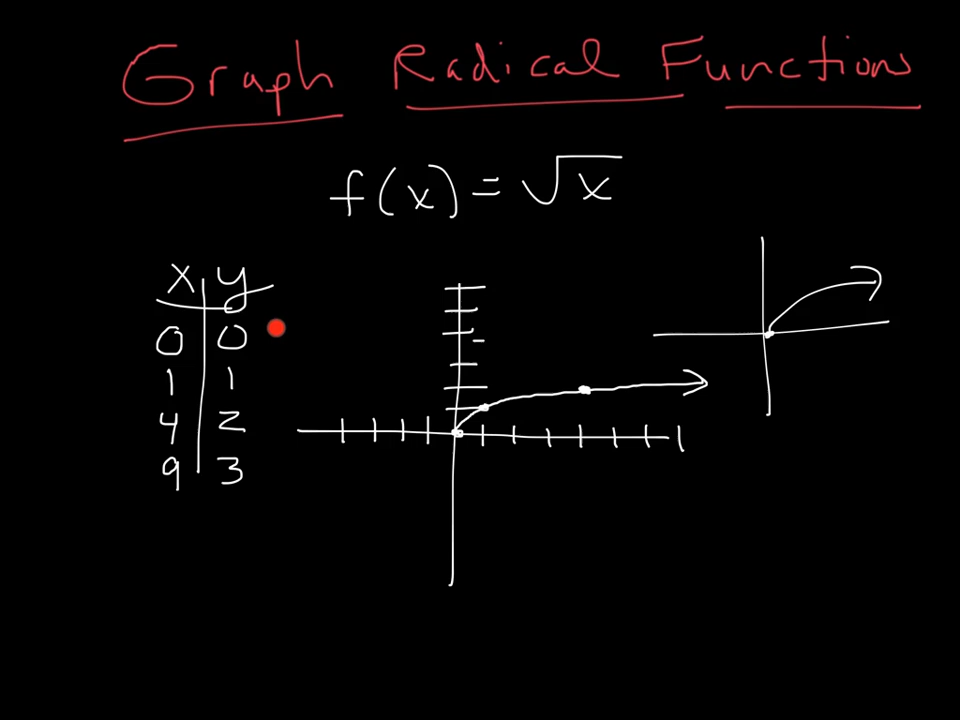 Graph Radical Functions
f(x) = √x
x y
0 0
1 1
4 2
9 3